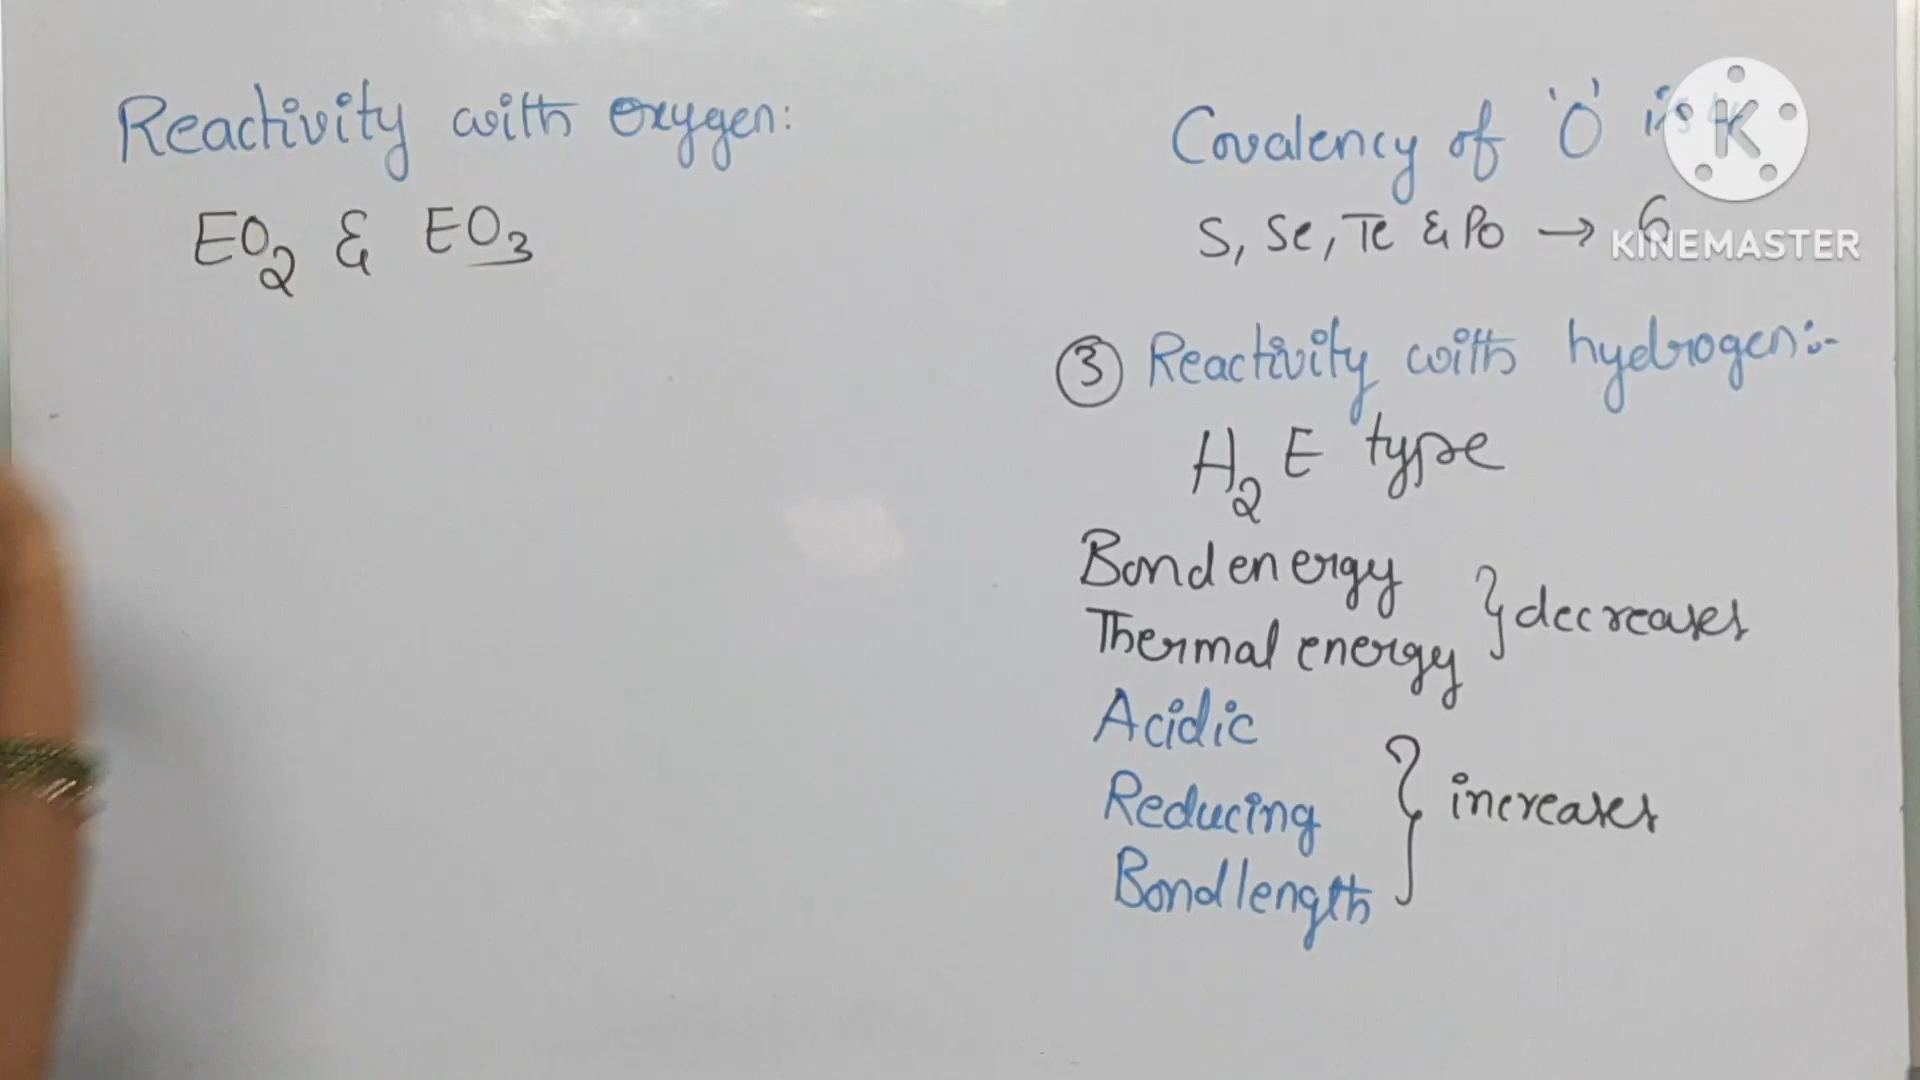 Reactivity with oxygen:
EO2 & EO3
Covalency of 'O' is
S, Se, Te & Po → 6
③ Reactivity with hydrogen:-
H2E type
Bond energy
Thermal energy } decreases
Acidic
Reducing } increases
Bond length
K
KINEMASTER